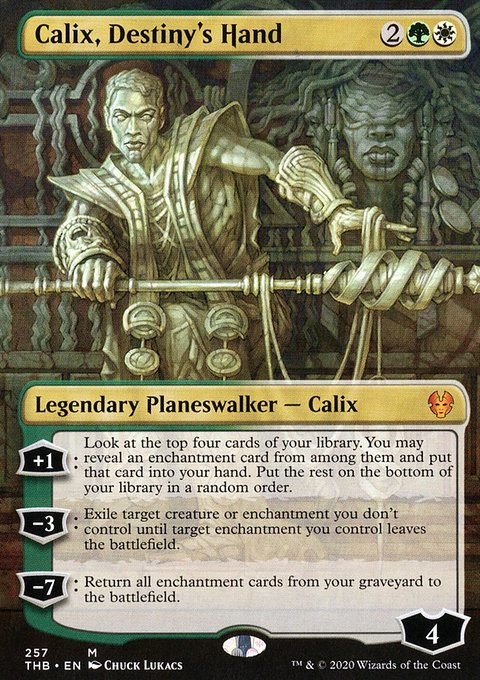 Calix, Destiny's Hand 2
Legendary Planeswalker — Calix
+1 : Look at the top four cards of your library. You may
reveal an enchantment card from among them and put
that card into your hand. Put the rest on the bottom of
your library in a random order.
−3 : Exile target creature or enchantment you don't
control until target enchantment you control leaves
the battlefield.
−7 : Return all enchantment cards from your graveyard to
the battlefield.
4
257 M
THB • EN Chuck Lukacs
™ & © 2020 Wizards of the Coast